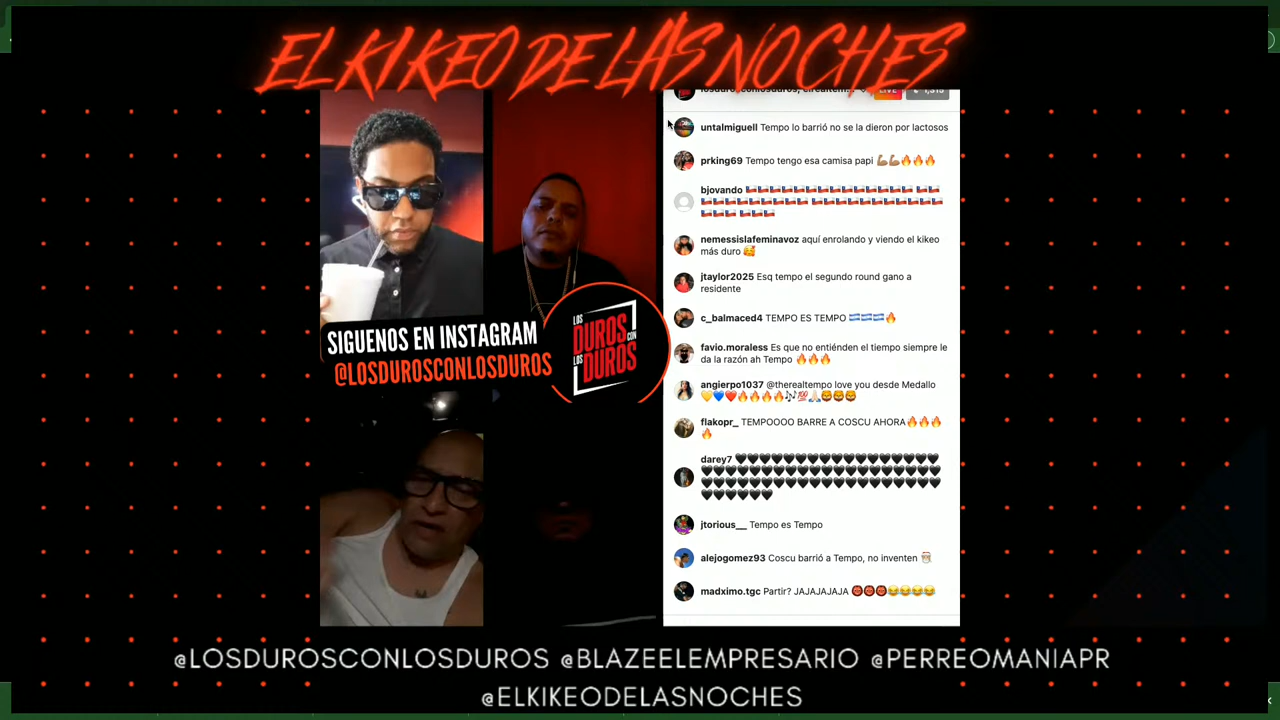 EL KIKEO DE LAS NOCHES
LIVE
untalmiguell Tempo lo barrió no se la dieron por lactosos
prking69 Tempo tengo esa camisa papi 💪🏽💪🏽🔥🔥🔥
bjovando
nemessislafeminavoz aquí enrolando y viendo el kikeo
más duro 🥰
jtaylor2025 Esq tempo el segundo round gano a
residente
c_balmaced4 TEMPO ES TEMPO 🇭🇳🇭🇳🇭🇳🔥
favio.moraless Es que no entiénden el tiempo siempre le
da la razón ah Tempo 🔥🔥🔥
angierpo1037 @therealtempo love you desde Medallo
💛💙❤️🔥🔥🔥🔥🎶💯🙏🏻🦁🦁🦁
flakopr_ TEMPOOOO BARRE A COSCU AHORA🔥🔥🔥
🔥
darey7
jtorious__ Tempo es Tempo
alejogomez93 Coscu barrió a Tempo, no inventen 🎅🏻
madximo.tgc Partir? JAJAJAJAJA 👹👹👹😂😂😂😂
SIGUENOS EN INSTAGRAM
@LOSDUROSCONLOSDUROS
LOS
DUROS CON
LOS
DUROS
@LOSDUROSCONLOSDUROS @BLAZEELEMPRESARIO @PERREOMANIAPR
@ELKIKEODELASNOCHES